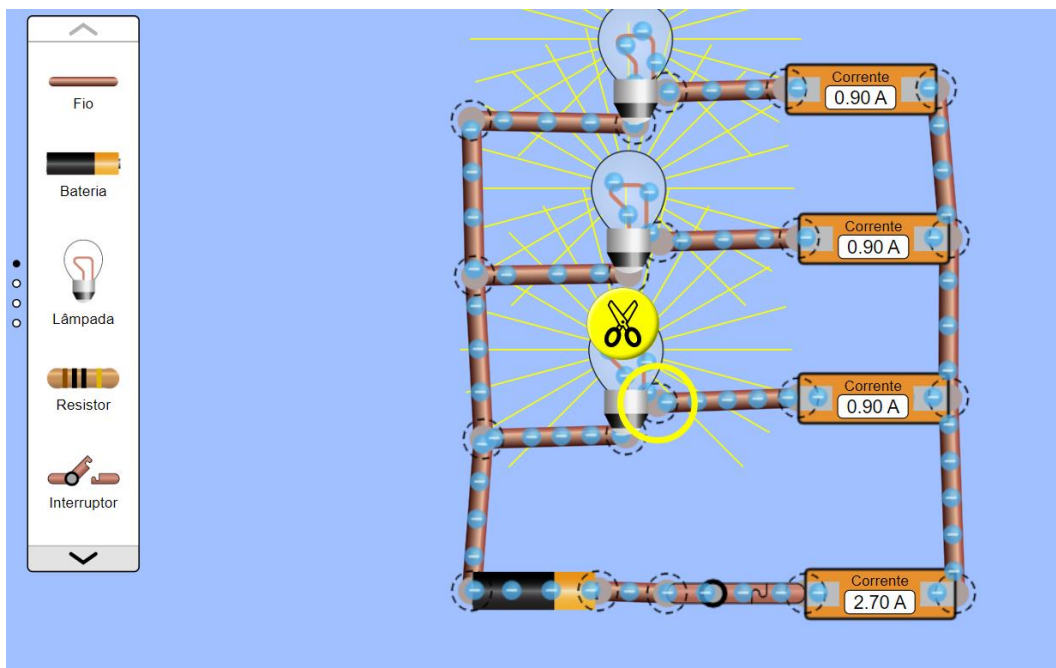 Fio
Bateria
Lâmpada
Resistor
Interruptor
Corrente
0.90 A
Corrente
0.90 A
Corrente
0.90 A
Corrente
2.70 A